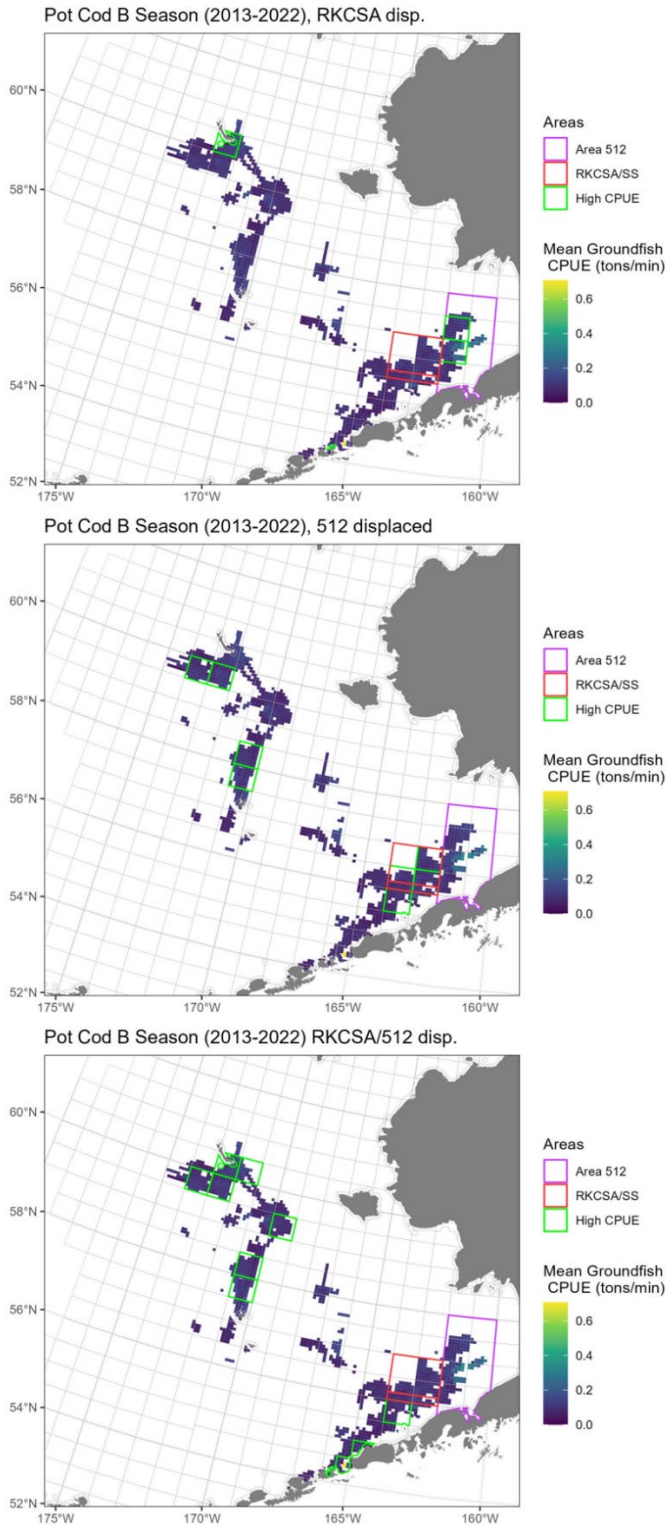 Pot Cod B Season (2013-2022), RKCSA disp.
60°N
58°N
56°N
54°N
52°N
175°W
170°W
165°W
160°W
Areas
Area 512
RKCSA/SS
High CPUE
Mean Groundfish
CPUE (tons/min)
0.6
0.4
0.2
0.0
Pot Cod B Season (2013-2022), 512 displaced
60°N
58°N
56°N
54°N
52°N
175°W
170°W
165°W
160°W
Areas
Area 512
RKCSA/SS
High CPUE
Mean Groundfish
CPUE (tons/min)
0.6
0.4
0.2
0.0
Pot Cod B Season (2013-2022) RKCSA/512 disp.
60°N
58°N
56°N
54°N
52°N
175°W
170°W
165°W
160°W
Areas
Area 512
RKCSA/SS
High CPUE
Mean Groundfish
CPUE (tons/min)
0.6
0.4
0.2
0.0